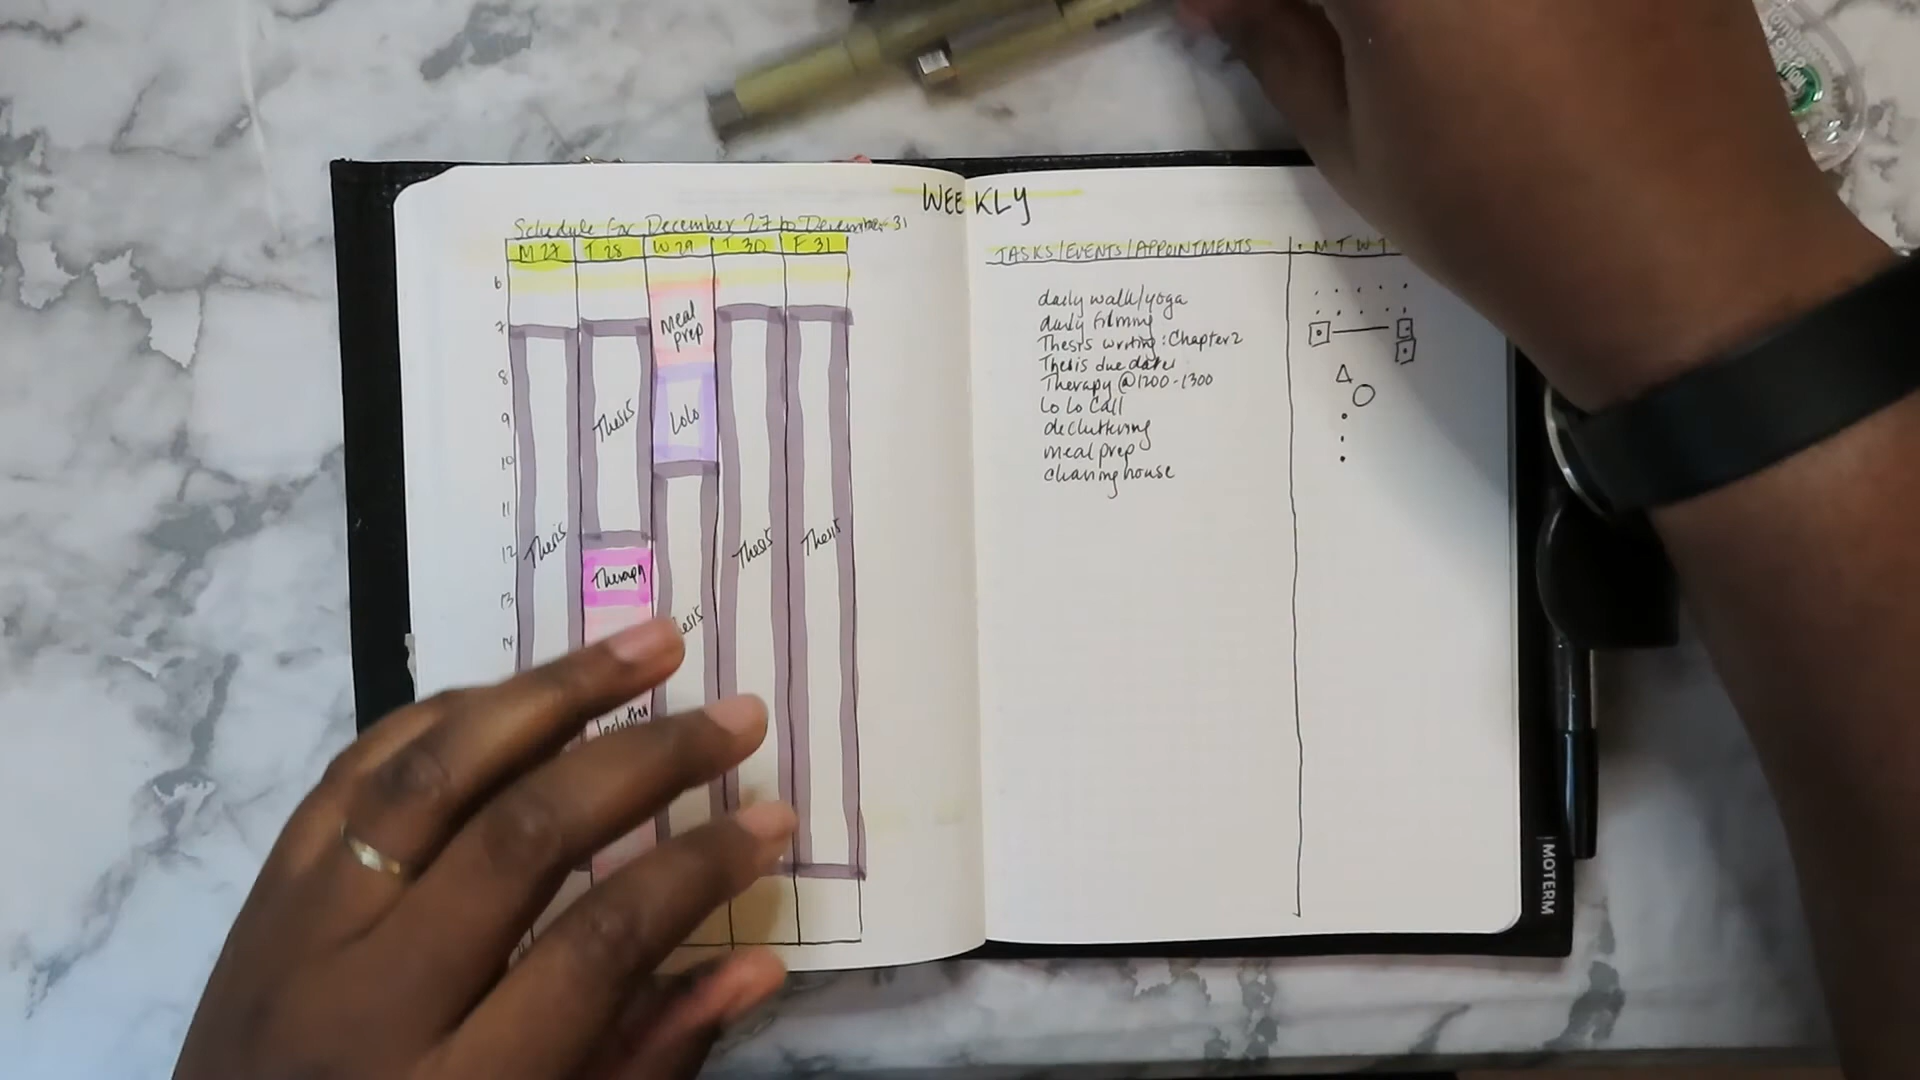 WEEKLY
Schedule for December 27 to December 31
M 27 T 28 W 29 T 30 F 31
6
7
8
9
10
11
12
13
14
Meal prep
Lolo
Thesis
Thesis
Therapy
Thesis
Thesis
TASKS/EVENTS/APPOINTMENTS
. M T W T
daily walk/yoga
daily filming
Thesis writing: Chapter 2
Thesis due date
Therapy @1200-1300
Lo Lo Call
decluttering
meal prep
cleaning house
MOTERM